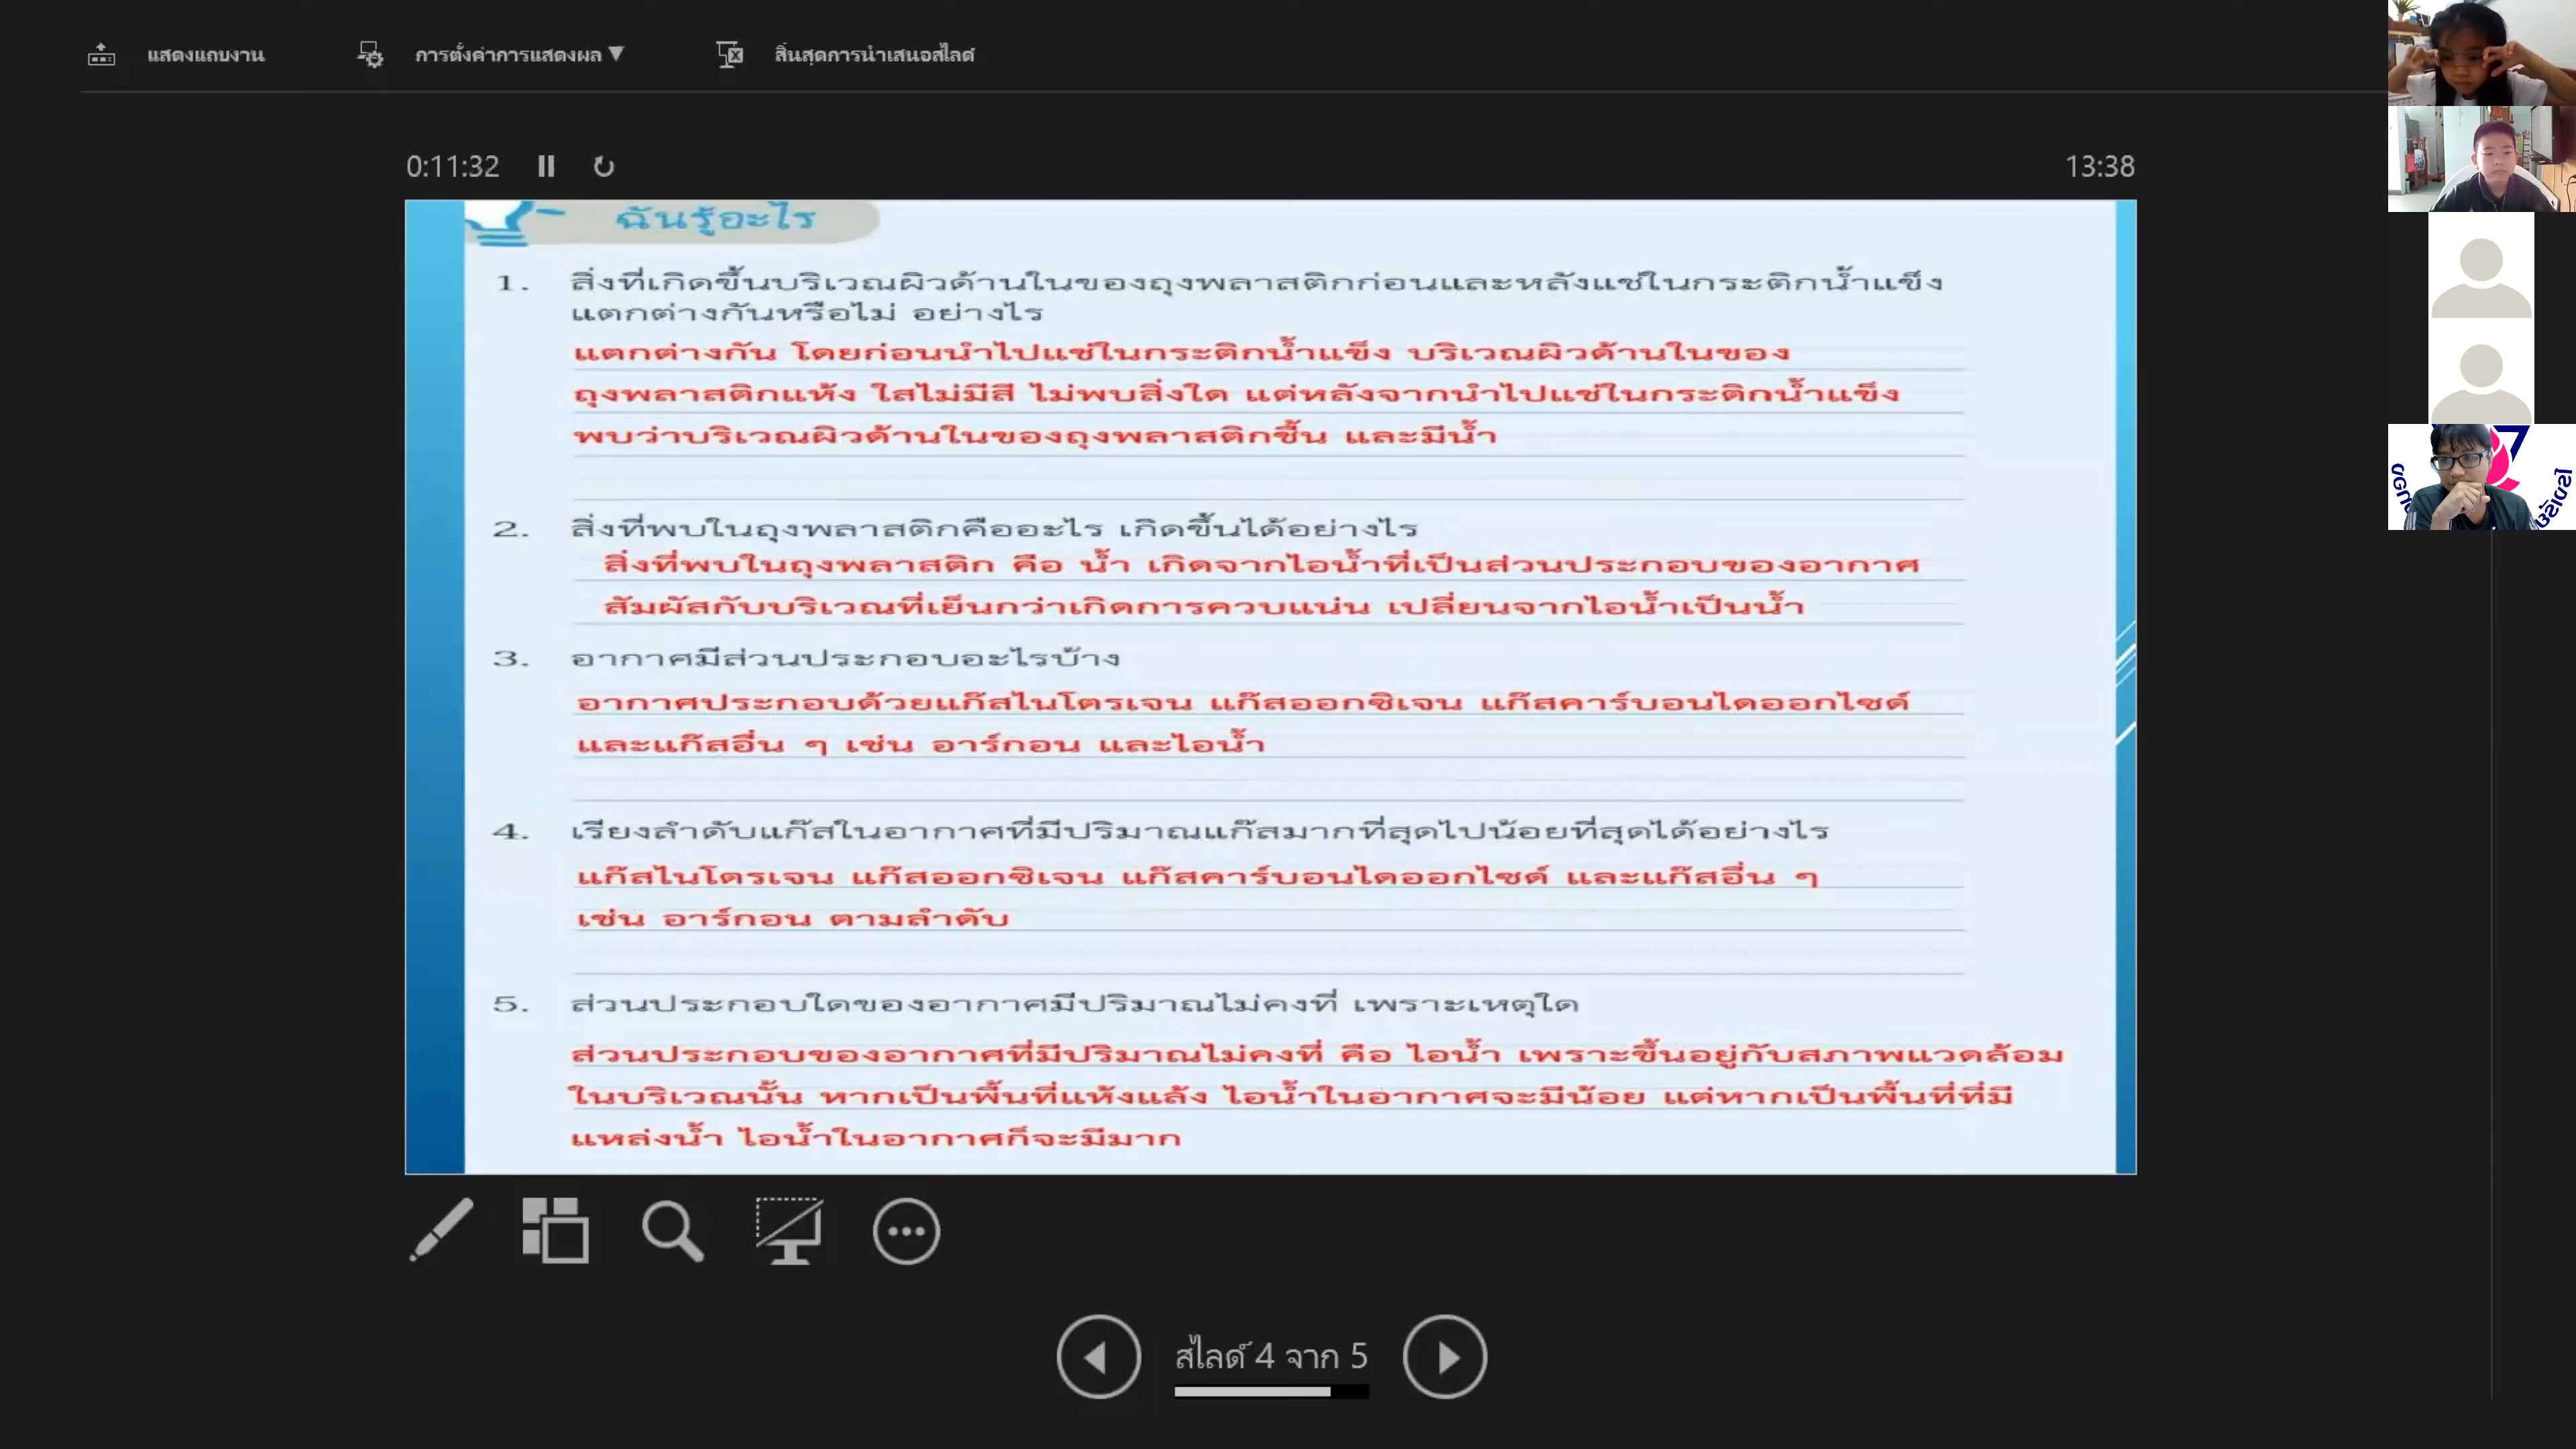 แสดงแถบงาน
การตั้งค่าการแสดงผล ▼
สิ้นสุดการนำเสนอสไลด์
0:11:32
13:38
ฉันรู้อะไร
1. สิ่งที่เกิดขึ้นบริเวณผิวด้านในของถุงพลาสติกก่อนและหลังแช่ในกระติกน้ำแข็ง
แตกต่างกันหรือไม่ อย่างไร
แตกต่างกัน โดยก่อนนำไปแช่ในกระติกน้ำแข็ง บริเวณผิวด้านในของ
ถุงพลาสติกแห้ง ใสไม่มีสี ไม่พบสิ่งใด แต่หลังจากนำไปแช่ในกระติกน้ำแข็ง
พบว่าบริเวณผิวด้านในของถุงพลาสติกชื้น และมีน้ำ
2. สิ่งที่พบในถุงพลาสติกคืออะไร เกิดขึ้นได้อย่างไร
สิ่งที่พบในถุงพลาสติก คือ น้ำ เกิดจากไอน้ำที่เป็นส่วนประกอบของอากาศ
สัมผัสกับบริเวณที่เย็นกว่าเกิดการควบแน่น เปลี่ยนจากไอน้ำเป็นน้ำ
3. อากาศมีส่วนประกอบอะไรบ้าง
อากาศประกอบด้วยแก๊สไนโตรเจน แก๊สออกซิเจน แก๊สคาร์บอนไดออกไซด์
และแก๊สอื่น ๆ เช่น อาร์กอน และไอน้ำ
4. เรียงลำดับแก๊สในอากาศที่มีปริมาณแก๊สมากที่สุดไปน้อยที่สุดได้อย่างไร
แก๊สไนโตรเจน แก๊สออกซิเจน แก๊สคาร์บอนไดออกไซด์ และแก๊สอื่น ๆ
เช่น อาร์กอน ตามลำดับ
5. ส่วนประกอบใดของอากาศมีปริมาณไม่คงที่ เพราะเหตุใด
ส่วนประกอบของอากาศที่มีปริมาณไม่คงที่ คือ ไอน้ำ เพราะขึ้นอยู่กับสภาพแวดล้อม
ในบริเวณนั้น หากเป็นพื้นที่แห้งแล้ง ไอน้ำในอากาศจะมีน้อย แต่หากเป็นพื้นที่ที่มี
แหล่งน้ำ ไอน้ำในอากาศก็จะมีมาก
สไลด์ 4 จาก 5